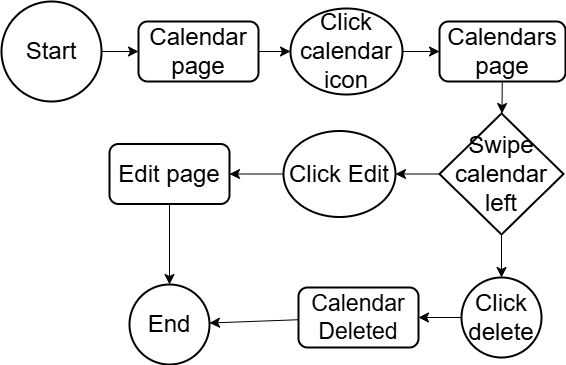 Start
Calendar
page
Click
calendar
icon
Calendars
page
Swipe
calendar
left
Click Edit
Edit page
Click
delete
Calendar
Deleted
End